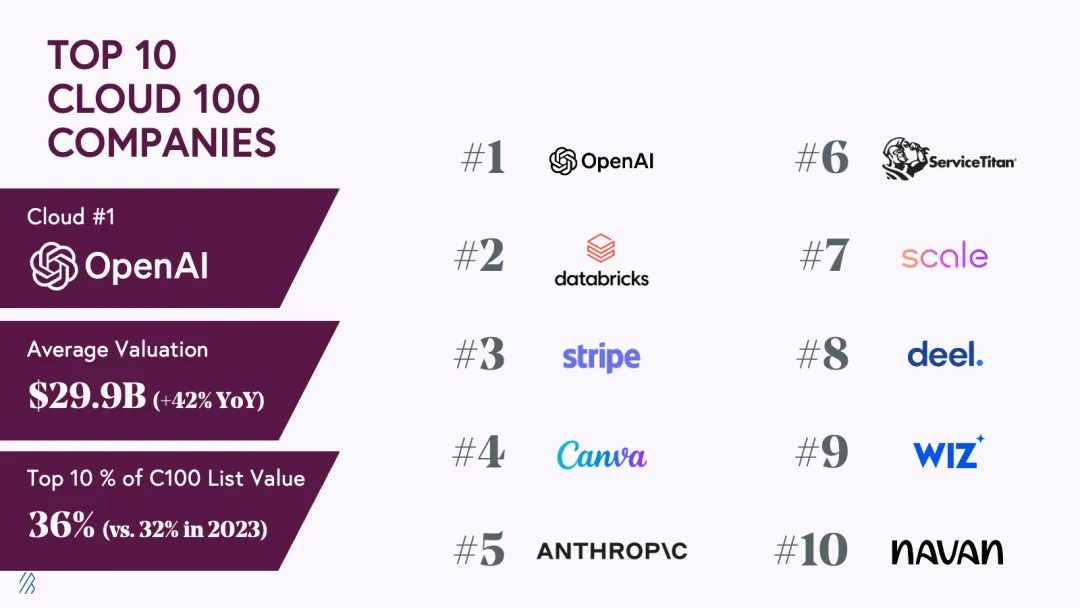 TOP 10
CLOUD 100
COMPANIES
Cloud #1
OpenAI
Average Valuation
$29.9B (+42% YoY)
Top 10 % of C100 List Value
36% (vs. 32% in 2023)
#1 OpenAI
#2 databricks
#3 stripe
#4 Canva
#5 ANTHROP\C
#6 ServiceTitan
#7 scale
#8 deel.
#9 WIZ
#10 navan